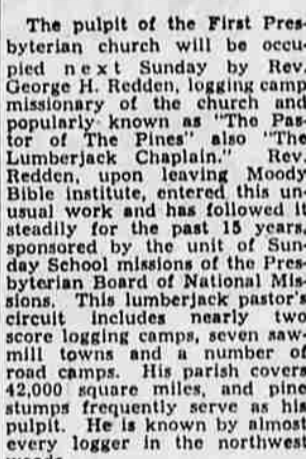 The pulpit of the First Pres-
byterian church will be occu-
pied next Sunday by Rev.
George H. Redden, logging camp
missionary of the church and
popularly known as "The Pas-
tor of The Pines" also "The
Lumberjack Chaplain." Rev.
Redden, upon leaving Moody
Bible institute, entered this un-
usual work and has followed it
steadily for the past 15 years,
sponsored by the unit of Sun-
day School missions of the Pres-
byterian Board of National Mis-
sions. This lumberjack pastor's
circuit includes nearly two
score logging camps, seven saw-
mill towns and a number of
road camps. His parish covers
42,000 square miles, and pine
stumps frequently serve as his
pulpit. He is known by almost
every logger in the northwest